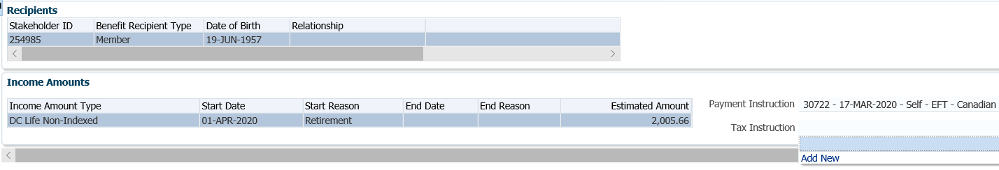 Recipients
Stakeholder ID Benefit Recipient Type Date of Birth Relationship
254985 Member 19-JUN-1957
Income Amounts
Income Amount Type Start Date Start Reason End Date End Reason Estimated Amount Payment Instruction 30722 - 17-MAR-2020 - Self - EFT - Canadian
DC Life Non-Indexed 01-APR-2020 Retirement 2,005.66
Tax Instruction
Add New